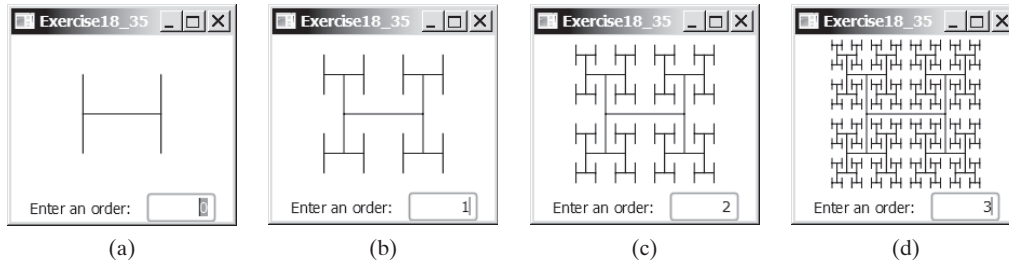 Exercise18_35
Enter an order: 0
(a)
Exercise18_35
Enter an order: 1
(b)
Exercise18_35
Enter an order: 2
(c)
Exercise18_35
Enter an order: 3
(d)